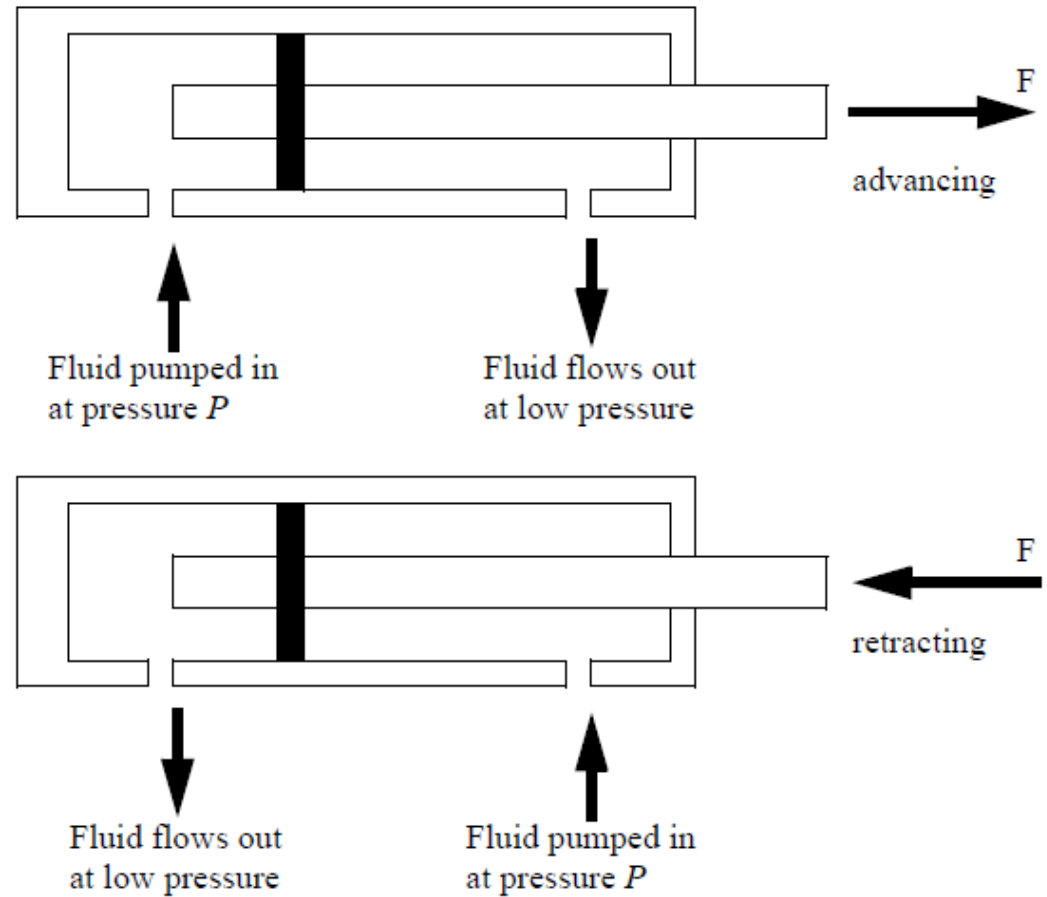 F
advancing
Fluid pumped in
at pressure P
Fluid flows out
at low pressure
F
retracting
Fluid flows out
at low pressure
Fluid pumped in
at pressure P